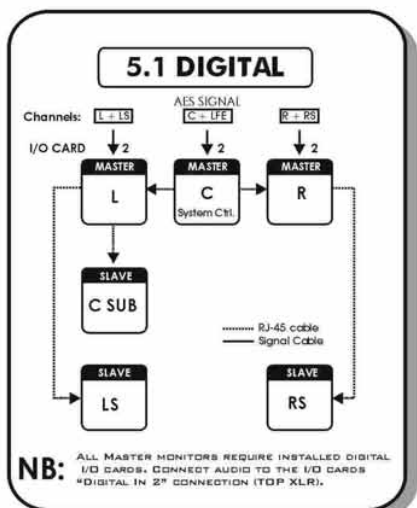 5.1 DIGITAL
AES SIGNAL
Channels: L + LS C + LFE R + RS
I/O CARD 2 2 2
MASTER MASTER MASTER
L C R
System Ctrl.
SLAVE
C SUB
RJ-45 cable
Signal Cable
SLAVE SLAVE
LS RS
NB: ALL MASTER MONITORS REQUIRE INSTALLED DIGITAL
I/O CARDS. CONNECT AUDIO TO THE I/O CARDS
"DIGITAL IN 2" CONNECTION (TOP XLR).